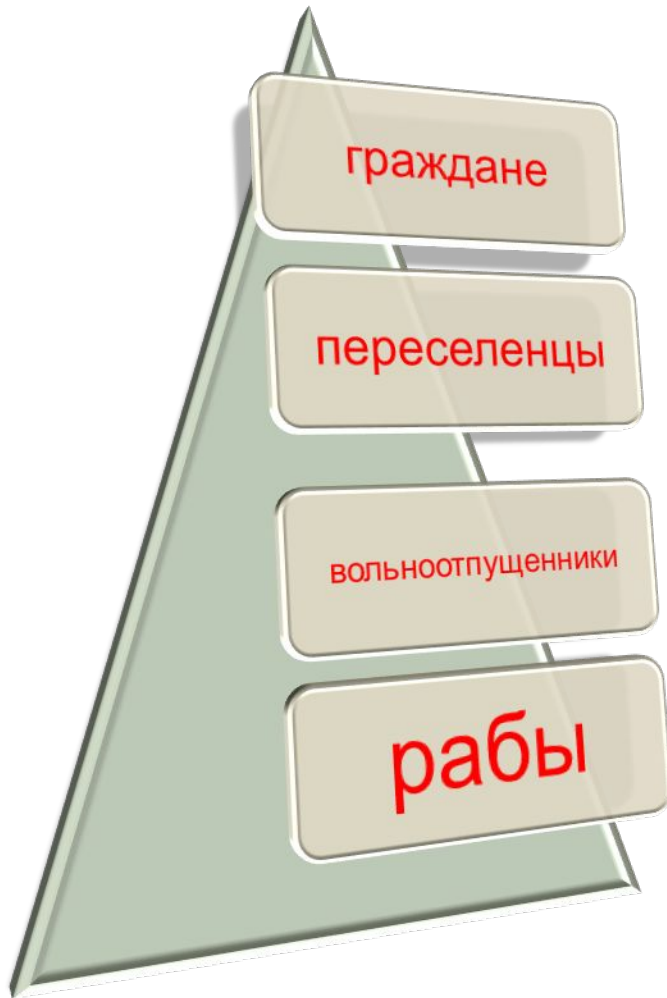 граждане
переселенцы
вольноотпущенники
рабы